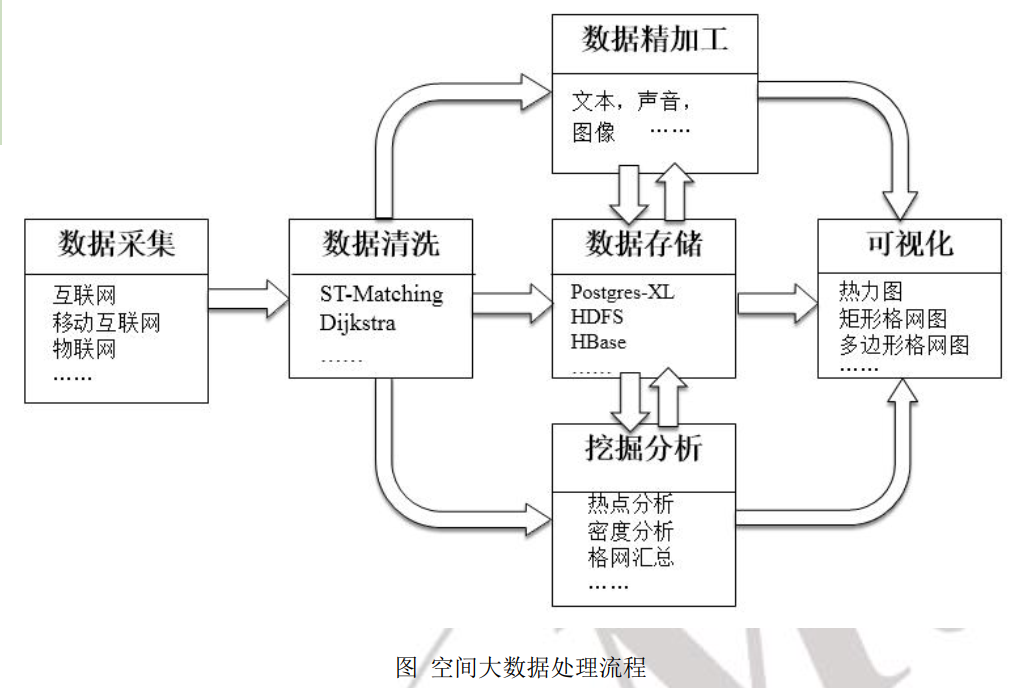 数据采集
互联网
移动互联网
物联网
……
数据清洗
ST-Matching
Dijkstra
……
数据精加工
文本，声音，
图像 ……
数据存储
Postgres-XL
HDFS
HBase
……
挖掘分析
热点分析
密度分析
格网汇总
……
可视化
热力图
矩形格网图
多边形格网图
……
图 空间大数据处理流程